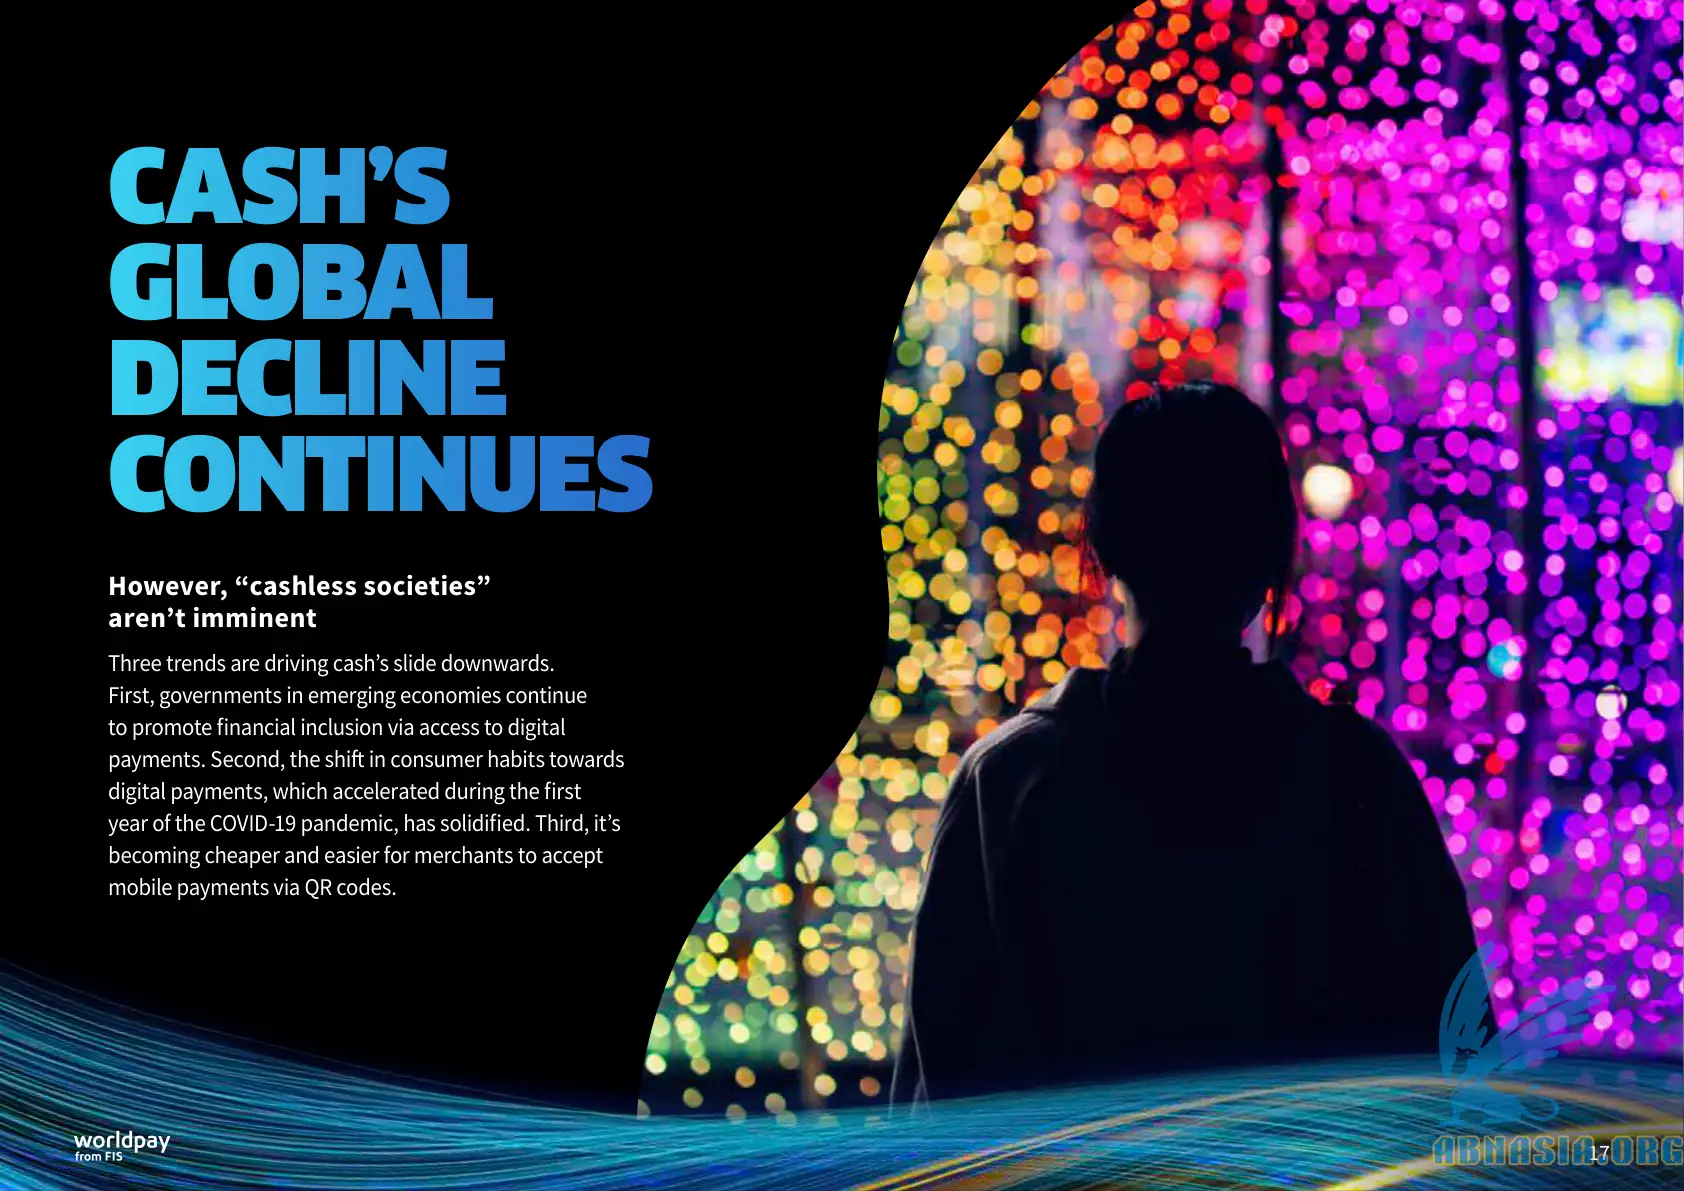 CASH’S
GLOBAL
DECLINE
CONTINUES
However, “cashless societies”
aren’t imminent
Three trends are driving cash’s slide downwards.
First, governments in emerging economies continue
to promote financial inclusion via access to digital
payments. Second, the shift in consumer habits towards
digital payments, which accelerated during the first
year of the COVID-19 pandemic, has solidified. Third, it’s
becoming cheaper and easier for merchants to accept
mobile payments via QR codes.
worldpay
from FIS
17
ABNASIA.ORG